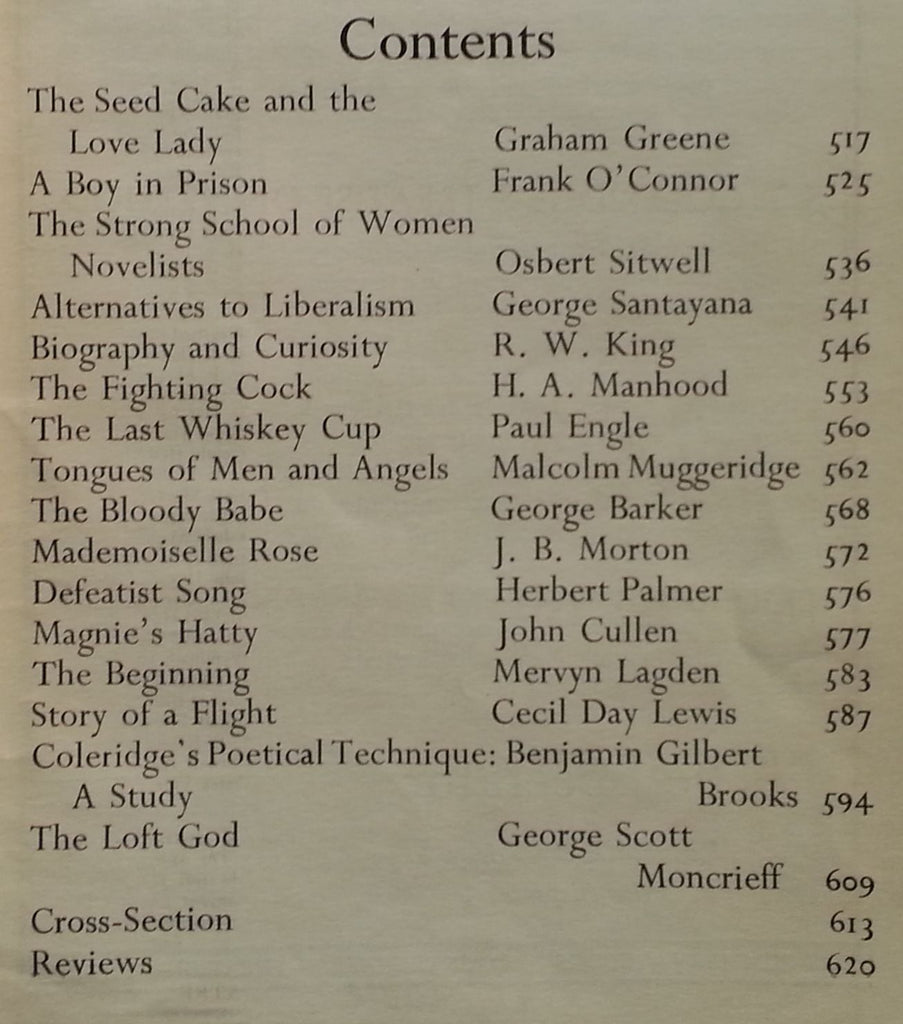 Contents
The Seed Cake and the
Love Lady Graham Greene 517
A Boy in Prison Frank O'Connor 525
The Strong School of Women
Novelists Osbert Sitwell 536
Alternatives to Liberalism George Santayana 541
Biography and Curiosity R. W. King 546
The Fighting Cock H. A. Manhood 553
The Last Whiskey Cup Paul Engle 560
Tongues of Men and Angels Malcolm Muggeridge 562
The Bloody Babe George Barker 568
Mademoiselle Rose J. B. Morton 572
Defeatist Song Herbert Palmer 576
Magnie's Hatty John Cullen 577
The Beginning Mervyn Lagden 583
Story of a Flight Cecil Day Lewis 587
Coleridge's Poetical Technique: Benjamin Gilbert
A Study Brooks 594
The Loft God George Scott
Moncrieff 609
Cross-Section 613
Reviews 620